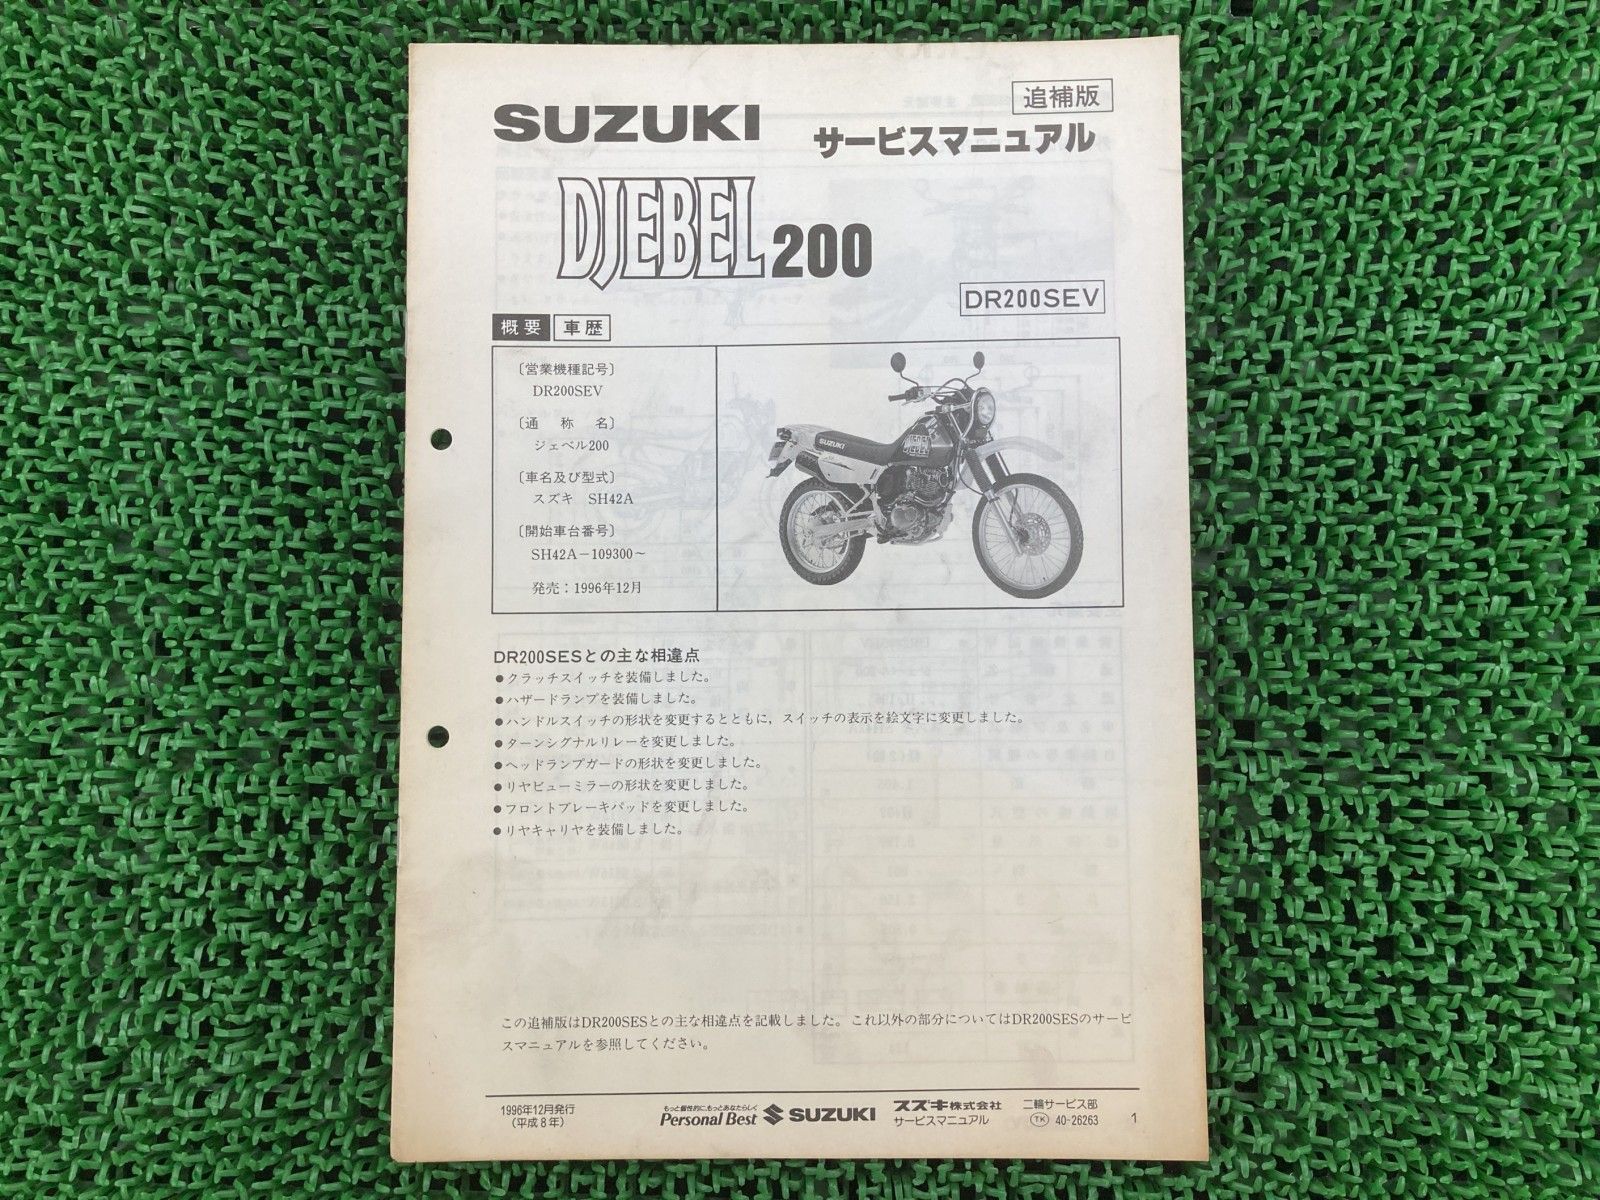 追補版
SUZUKI サービスマニュアル
DJEBEL 200
DR200SEV
概要 車歴
〔営業機種記号〕
DR200SEV
〔通 称 名〕
ジェベル200
〔車名及び型式〕
スズキ SH42A
〔開始車台番号〕
SH42A－109300～
発売：1996年12月
SUZUKI
DJEBEL
DR200SESとの主な相違点
●クラッチスイッチを装備しました。
●ハザードランプを装備しました。
●ハンドルスイッチの形状を変更するとともに，スイッチの表示を絵文字に変更しました。
●ターンシグナルリレーを変更しました。
●ヘッドランプガードの形状を変更しました。
●リヤビューミラーの形状を変更しました。
●フロントブレーキパッドを変更しました。
●リヤキャリヤを装備しました。
この追補版はDR200SESとの主な相違点を記載しました。これ以外の部分についてはDR200SESのサービ
スマニュアルを参照してください。
1996年12月発行
（平成8年）
もっと個性的に、もっとあなたらしく
Personal Best SUZUKI
スズキ株式会社
サービスマニュアル
二輪サービス部
TK 40-26263
1